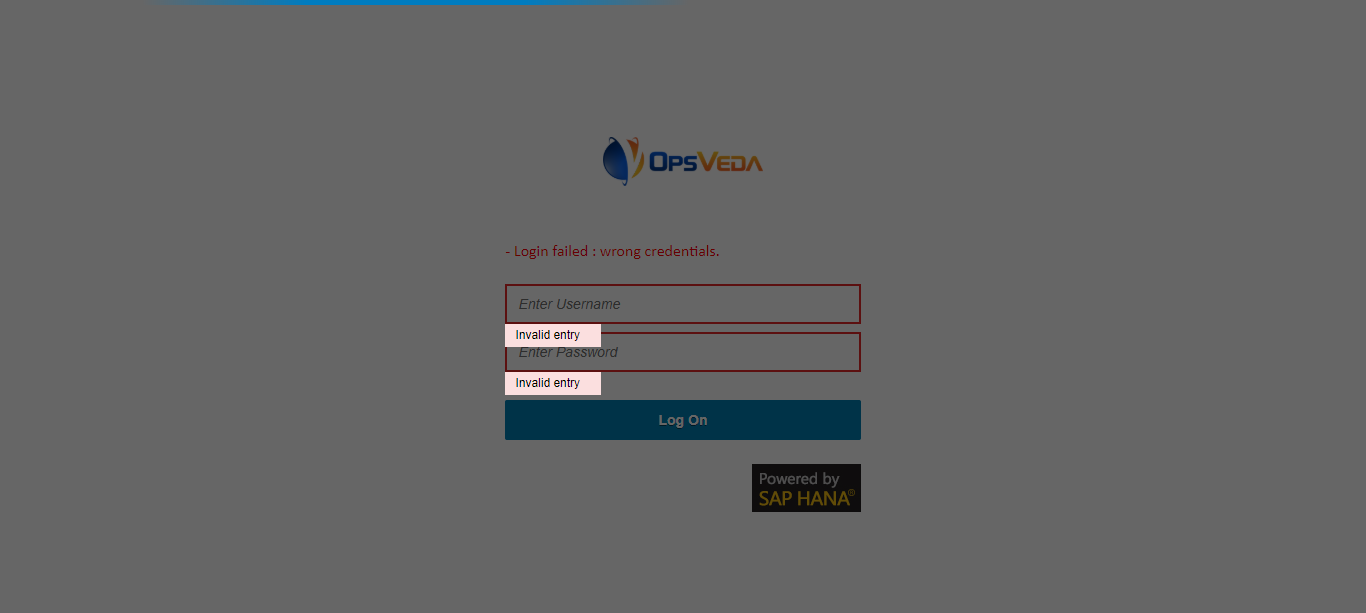 OPSVEDA
- Login failed : wrong credentials.
Enter Username
Invalid entry
Enter Password
Invalid entry
Log On
Powered by
SAP HANA®